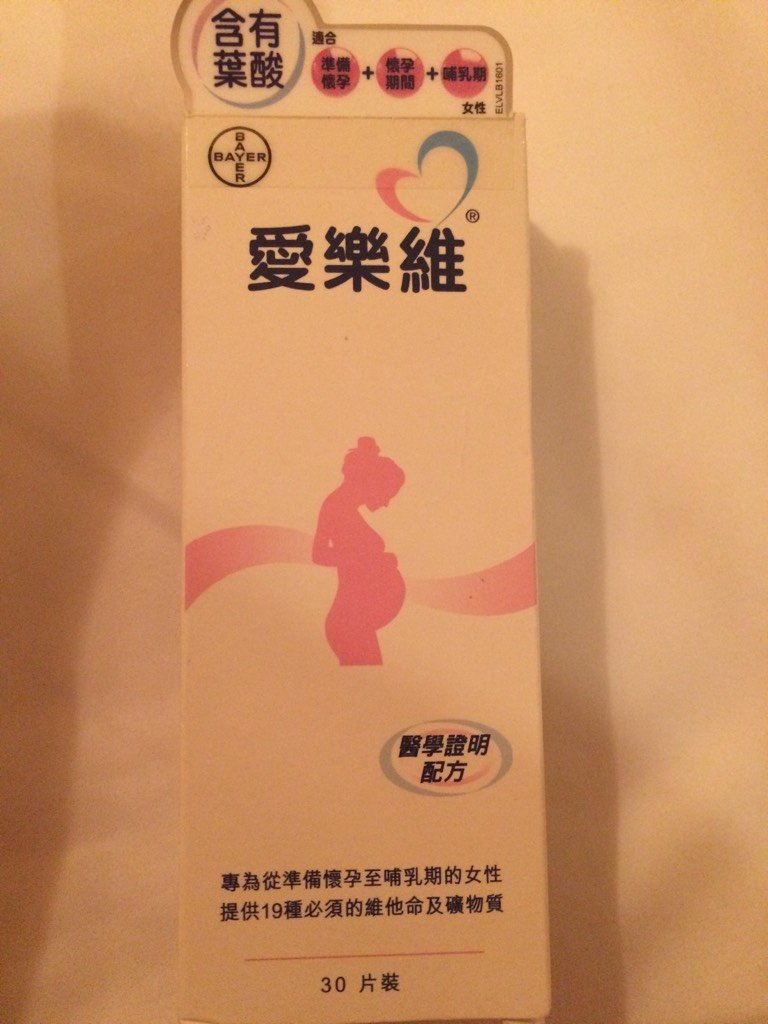 含有
葉酸
適合
準備
懷孕
+
懷孕
期間
+
哺乳期
女性
ELVLB1601
BAYER
BAYER
愛樂維®
醫學證明
配方
專為從準備懷孕至哺乳期的女性
提供19種必須的維他命及礦物質
30 片裝